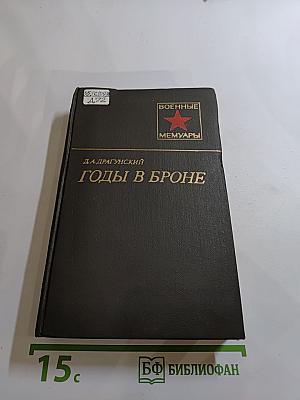 ВОЕННЫЕ
МЕМУАРЫ
Д.А.ДРАГУНСКИЙ
ГОДЫ В БРОНЕ
15с
БФ БИБЛИОФАН